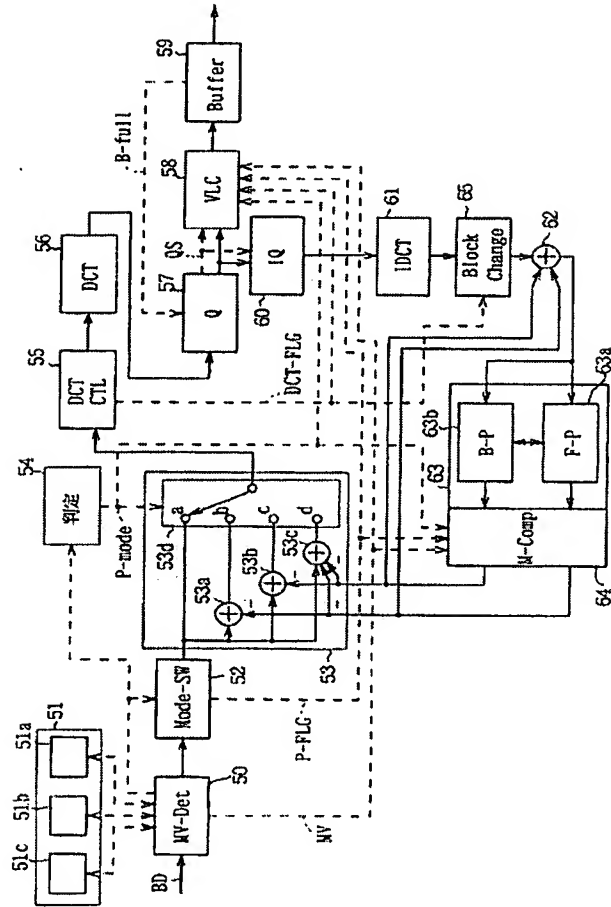 51
51a
51b
51c
54
判定
55
DCT
CTL
56
DCT
B-full
59
Buffer
58
VLC
QS
57
Q
IQ
60
61
IDCT
65
Block
Change
62
DCT-FLG
P-mode
53d
a
b
c
d
53a
53b
53c
53
BD
MV-Det
50
Mode-SW
52
P-FLG
MV
63b
B-P
63
63a
F-P
M-Comp
64